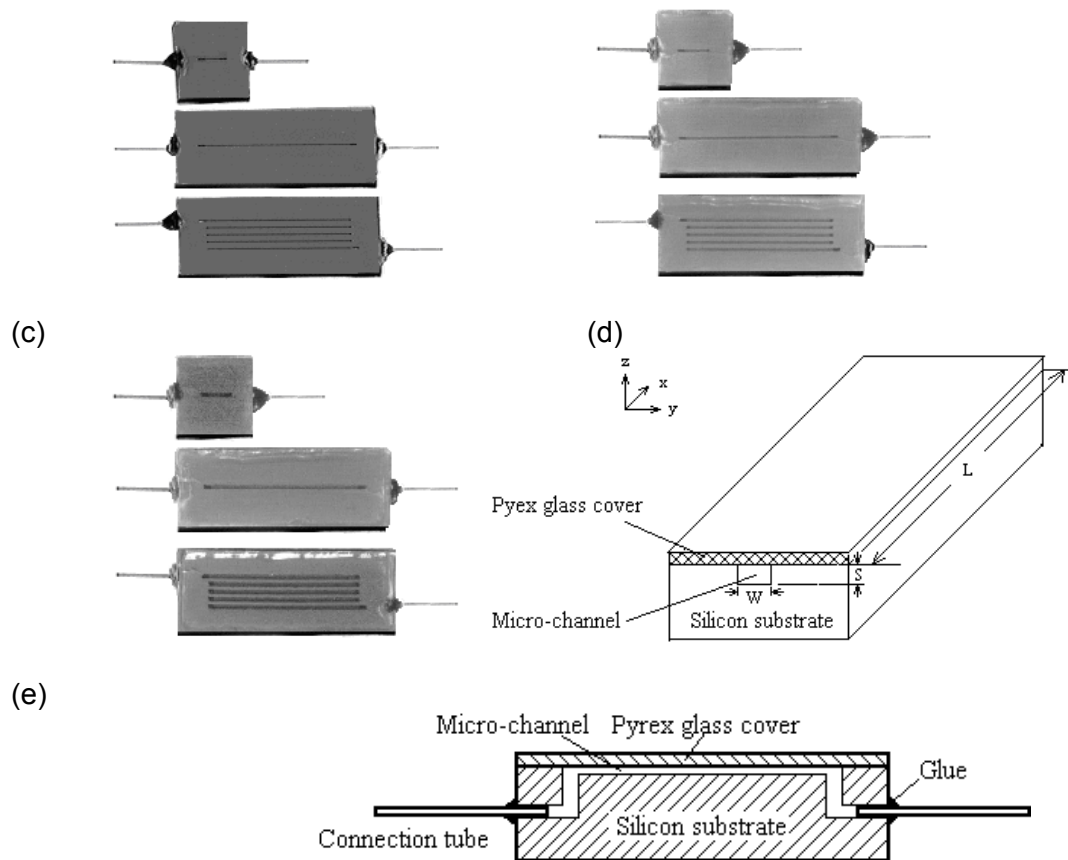 (c)
(d)
z
x
y
L
Pyex glass cover
S
W
Micro-channel
Silicon substrate
(e)
Micro-channel
Pyrex glass cover
Glue
Connection tube
Silicon substrate